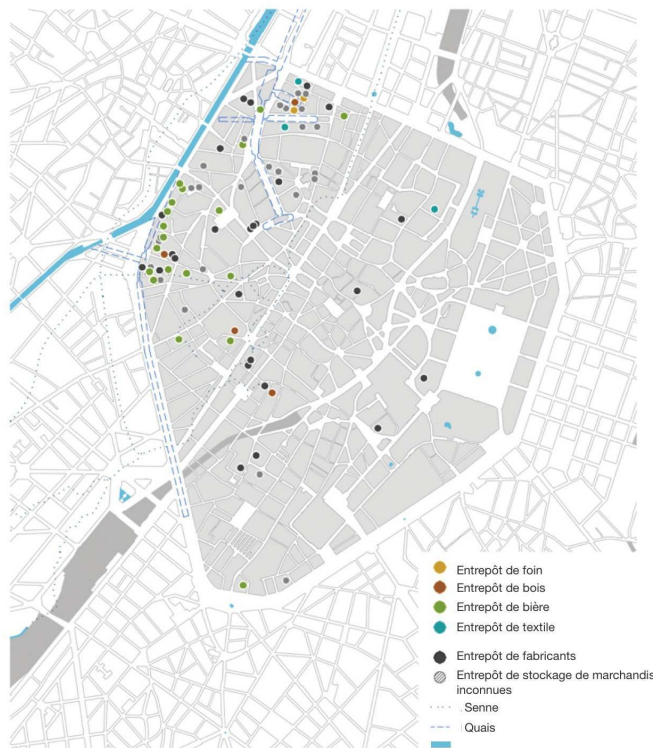 Entrepôt de foin
Entrepôt de bois
Entrepôt de bière
Entrepôt de textile
Entrepôt de fabricants
Entrepôt de stockage de marchandis
inconnues
Senne
Quais